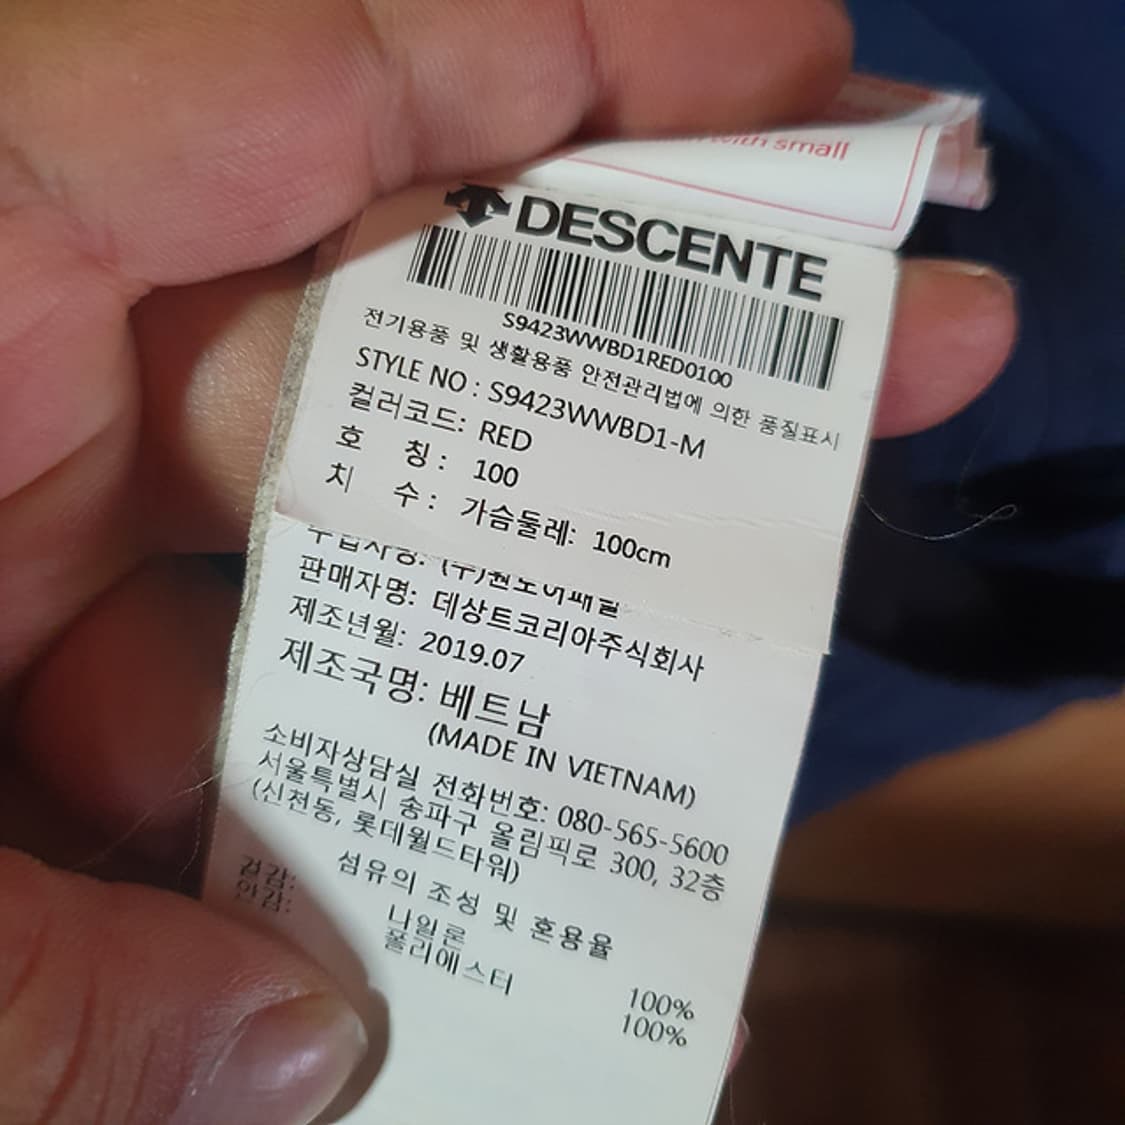 with small
DESCENTE
S9423WWBD1RED0100
전기용품 및 생활용품 안전관리법에 의한 품질표시
STYLE NO : S9423WWBD1-M
컬러코드: RED
호 칭 : 100
치 수 : 가슴둘레: 100cm
판매자명: 데상트코리아주식회사
제조년월: 2019.07
제조국명: 베트남
(MADE IN VIETNAM)
소비자상담실 전화번호: 080-565-5600
서울특별시 송파구 올림픽로 300, 32층
(신천동, 롯데월드타워)
섬유의 조성 및 혼용율
겉감: 나일론 100%
안감: 폴리에스터 100%